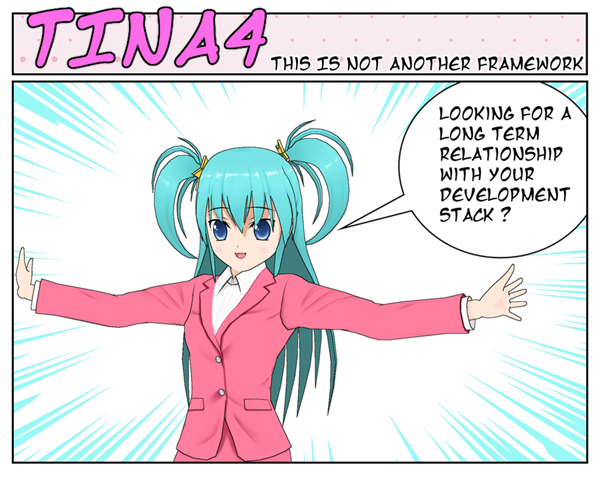 TINA4
THIS IS NOT ANOTHER FRAMEWORK
LOOKING FOR A
LONG TERM
RELATIONSHIP
WITH YOUR
DEVELOPMENT
STACK ?